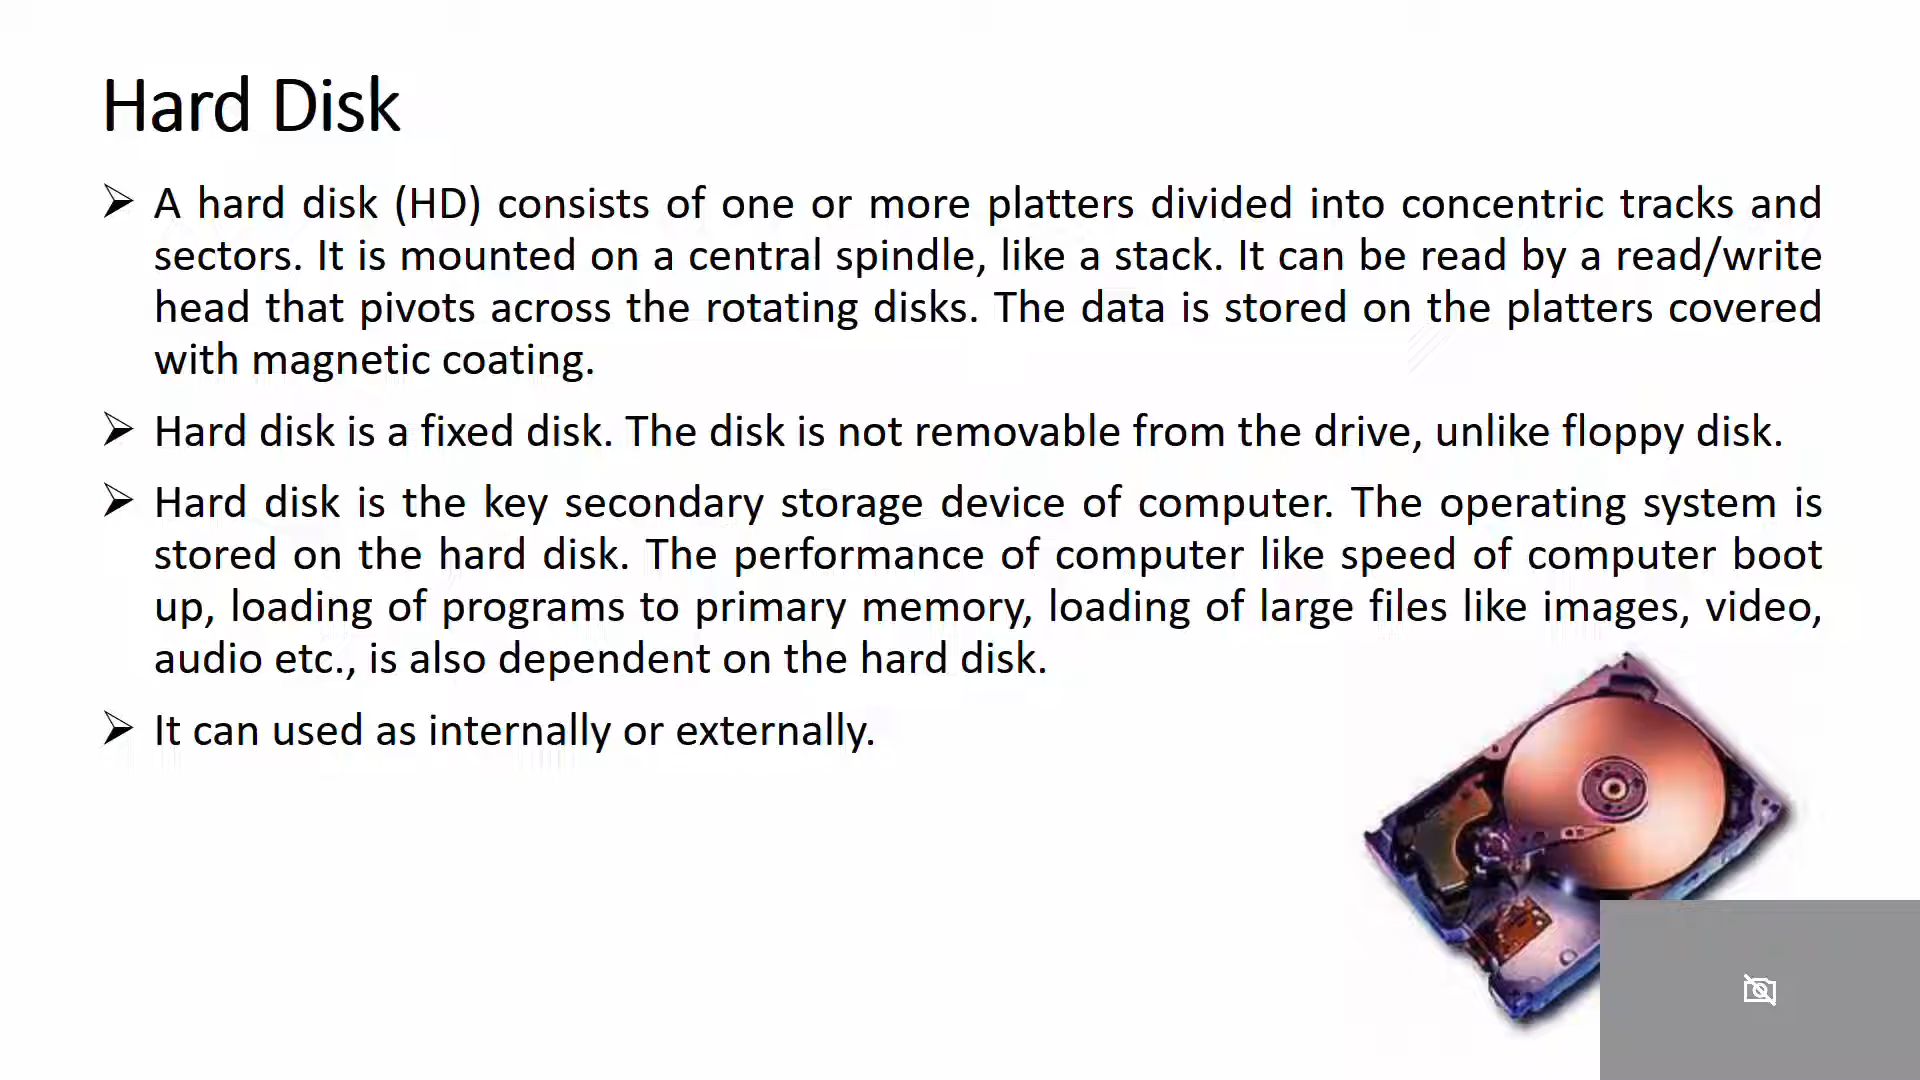 Hard Disk
➢ A hard disk (HD) consists of one or more platters divided into concentric tracks and
sectors. It is mounted on a central spindle, like a stack. It can be read by a read/write
head that pivots across the rotating disks. The data is stored on the platters covered
with magnetic coating.
➢ Hard disk is a fixed disk. The disk is not removable from the drive, unlike floppy disk.
➢ Hard disk is the key secondary storage device of computer. The operating system is
stored on the hard disk. The performance of computer like speed of computer boot
up, loading of programs to primary memory, loading of large files like images, video,
audio etc., is also dependent on the hard disk.
➢ It can used as internally or externally.